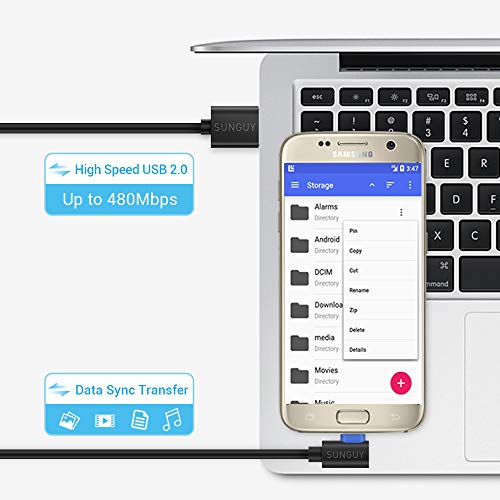 SUNGUY
High Speed USB 2.0
Up to 480Mbps
Data Sync Transfer
SUNGUY
SAMSUNG
3:47
Storage
Alarms
Directory
Android
Directory
DCIM
Directory
Downloa
Directory
media
Directory
Movies
Directory
Music
Pin
Copy
Cut
Rename
Zip
Delete
Details
esc
F1
F2
F3
F4
command